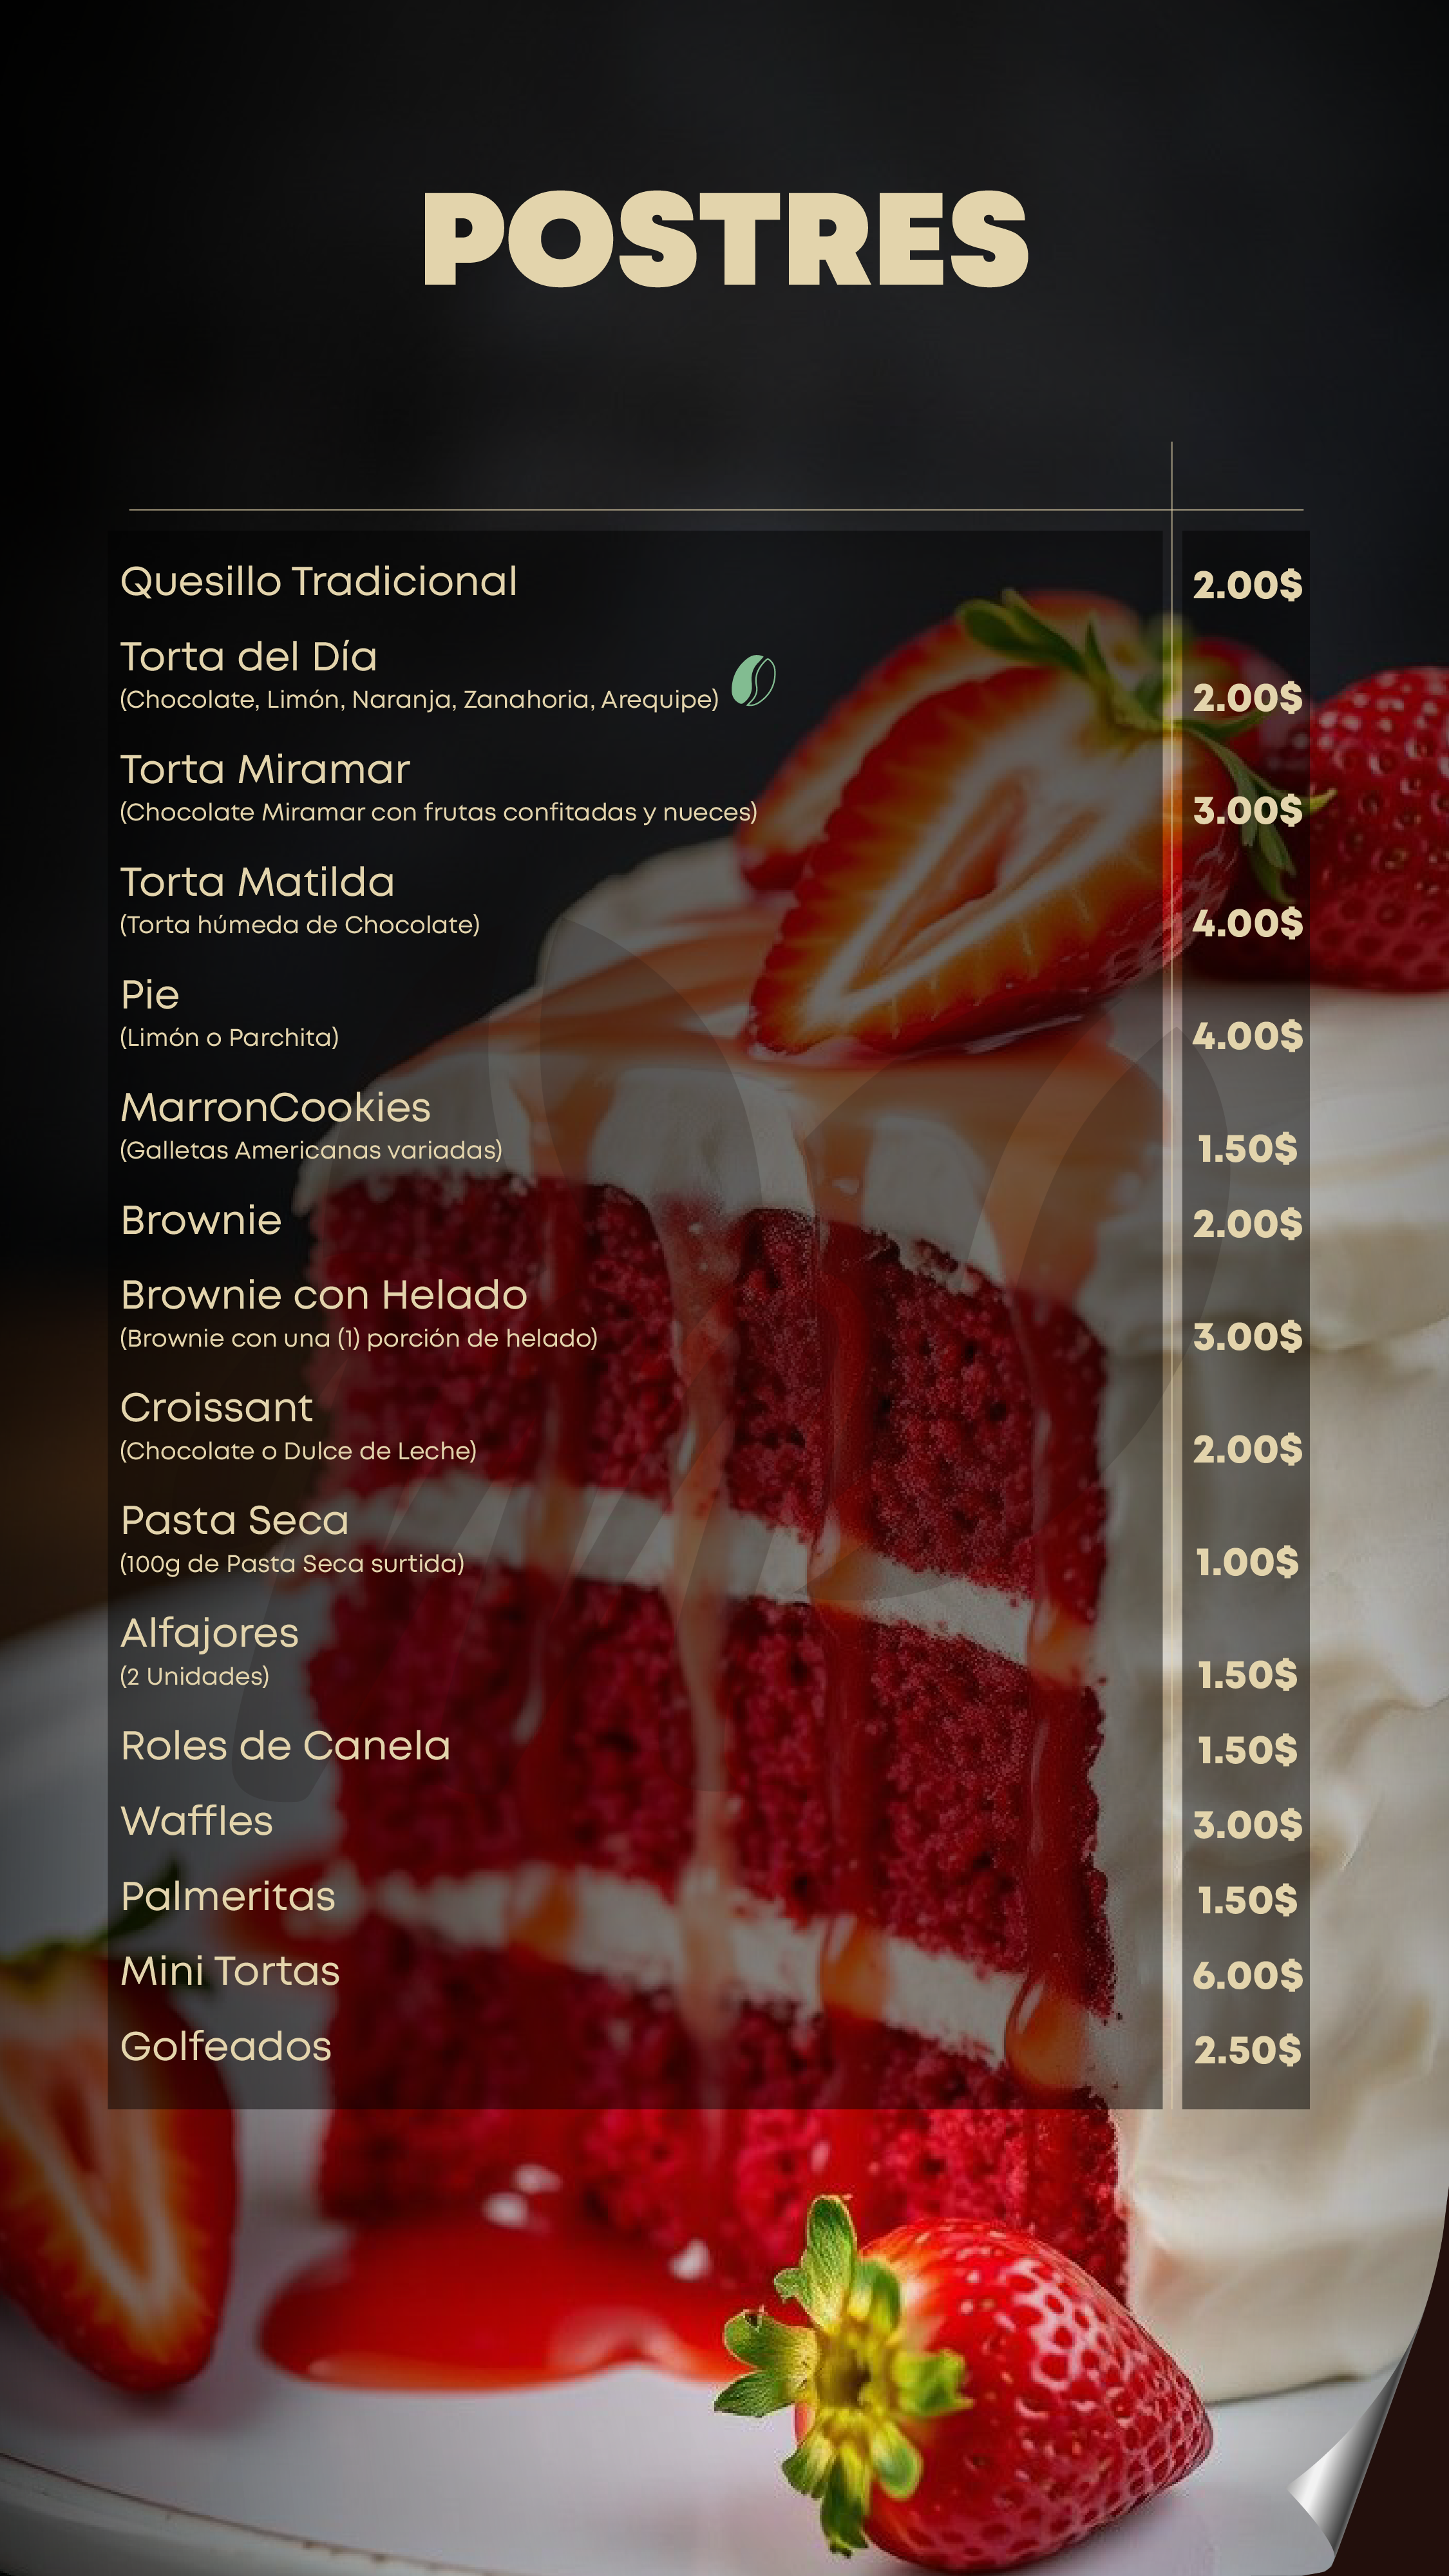 POSTRES
Quesillo Tradicional 2.00$
Torta del Día
(Chocolate, Limón, Naranja, Zanahoria, Arequipe) 2.00$
Torta Miramar
(Chocolate Miramar con frutas confitadas y nueces) 3.00$
Torta Matilda
(Torta húmeda de Chocolate) 4.00$
Pie
(Limón o Parchita) 4.00$
MarronCookies
(Galletas Americanas variadas) 1.50$
Brownie 2.00$
Brownie con Helado
(Brownie con una (1) porción de helado) 3.00$
Croissant
(Chocolate o Dulce de Leche) 2.00$
Pasta Seca
(100g de Pasta Seca surtida) 1.00$
Alfajores
(2 Unidades) 1.50$
Roles de Canela 1.50$
Waffles 3.00$
Palmeritas 1.50$
Mini Tortas 6.00$
Golfeados 2.50$